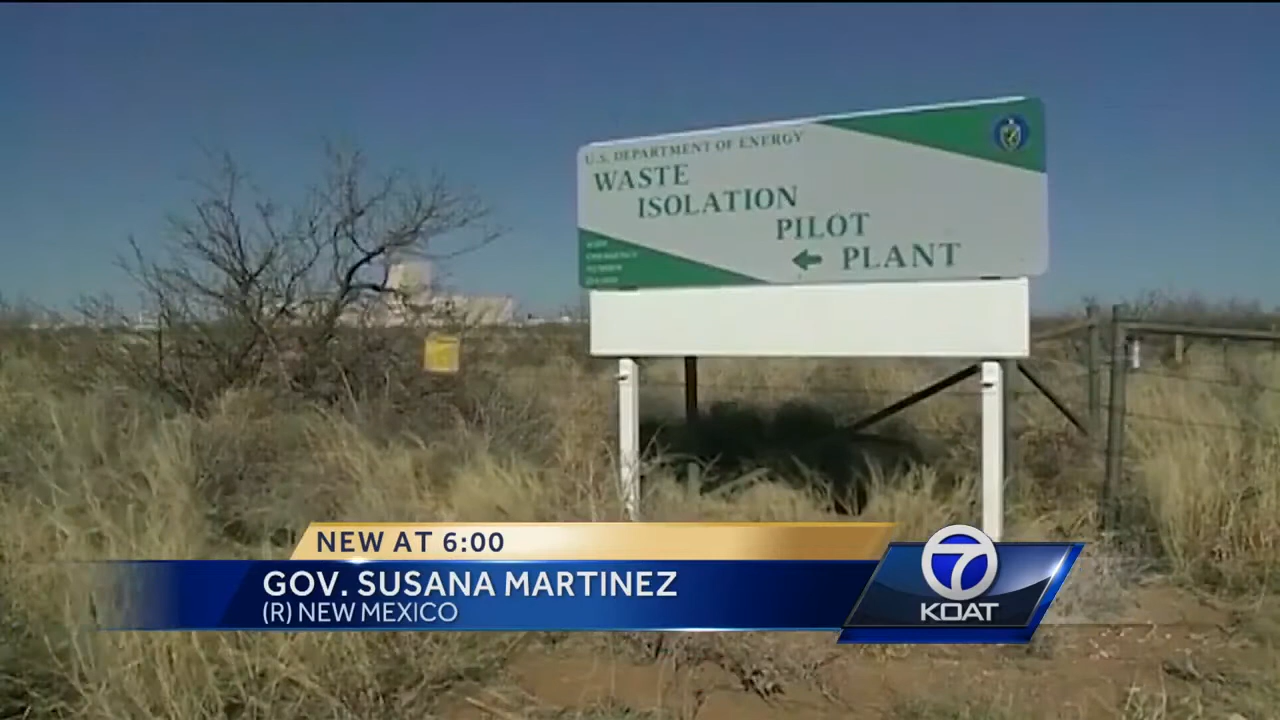 U.S. DEPARTMENT OF ENERGY
WASTE
ISOLATION
PILOT
PLANT
NEW AT 6:00
GOV. SUSANA MARTINEZ
(R) NEW MEXICO
7
KOAT